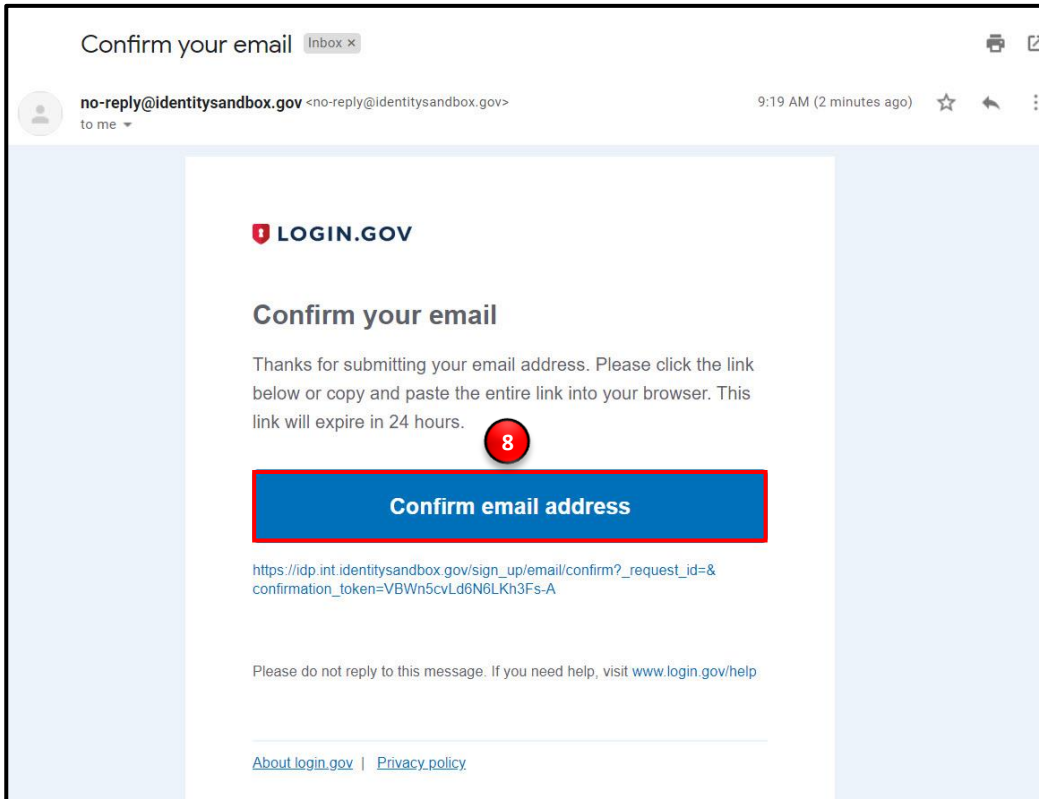 Confirm your email Inbox ×
no-reply@identitysandbox.gov <no-reply@identitysandbox.gov> 9:19 AM (2 minutes ago)
to me
LOGIN.GOV
Confirm your email
Thanks for submitting your email address. Please click the link
below or copy and paste the entire link into your browser. This
link will expire in 24 hours.
8
Confirm email address
https://idp.int.identitysandbox.gov/sign_up/email/confirm?_request_id=&
confirmation_token=VBWn5cvLd6N6LKh3Fs-A
Please do not reply to this message. If you need help, visit www.login.gov/help
About login.gov | Privacy policy